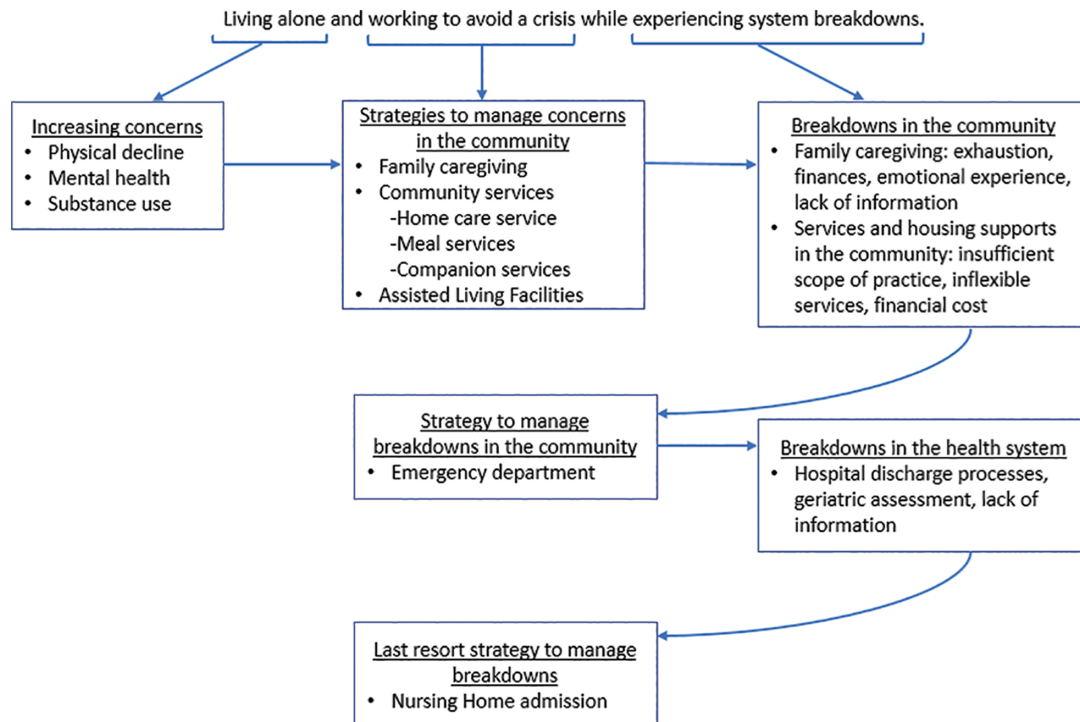 Living alone and working to avoid a crisis while experiencing system breakdowns.
Increasing concerns
• Physical decline
• Mental health
• Substance use
Strategies to manage concerns
in the community
• Family caregiving
• Community services
-Home care service
-Meal services
-Companion services
• Assisted Living Facilities
Breakdowns in the community
• Family caregiving: exhaustion,
finances, emotional experience,
lack of information
• Services and housing supports
in the community: insufficient
scope of practice, inflexible
services, financial cost
Strategy to manage
breakdowns in the community
• Emergency department
Breakdowns in the health system
• Hospital discharge processes,
geriatric assessment, lack of
information
Last resort strategy to manage
breakdowns
• Nursing Home admission